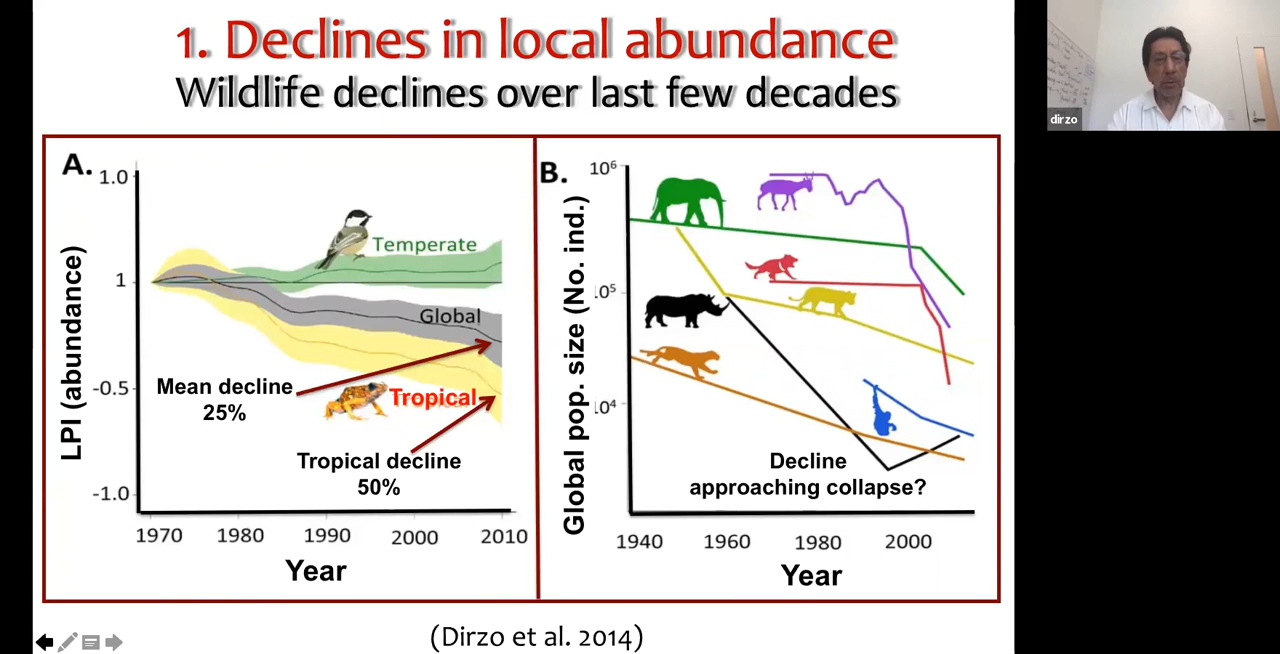 1. Declines in local abundance
Wildlife declines over last few decades
dirzo
A.
1.0
1
-0.5
-1.0
LPI (abundance)
Temperate
Global
Mean decline
25%
Tropical
Tropical decline
50%
1970 1980 1990 2000 2010
Year
B.
10⁶
.0⁵
10⁴
Global pop. size (No. ind.)
Decline
approaching collapse?
1940 1960 1980 2000
Year
(Dirzo et al. 2014)